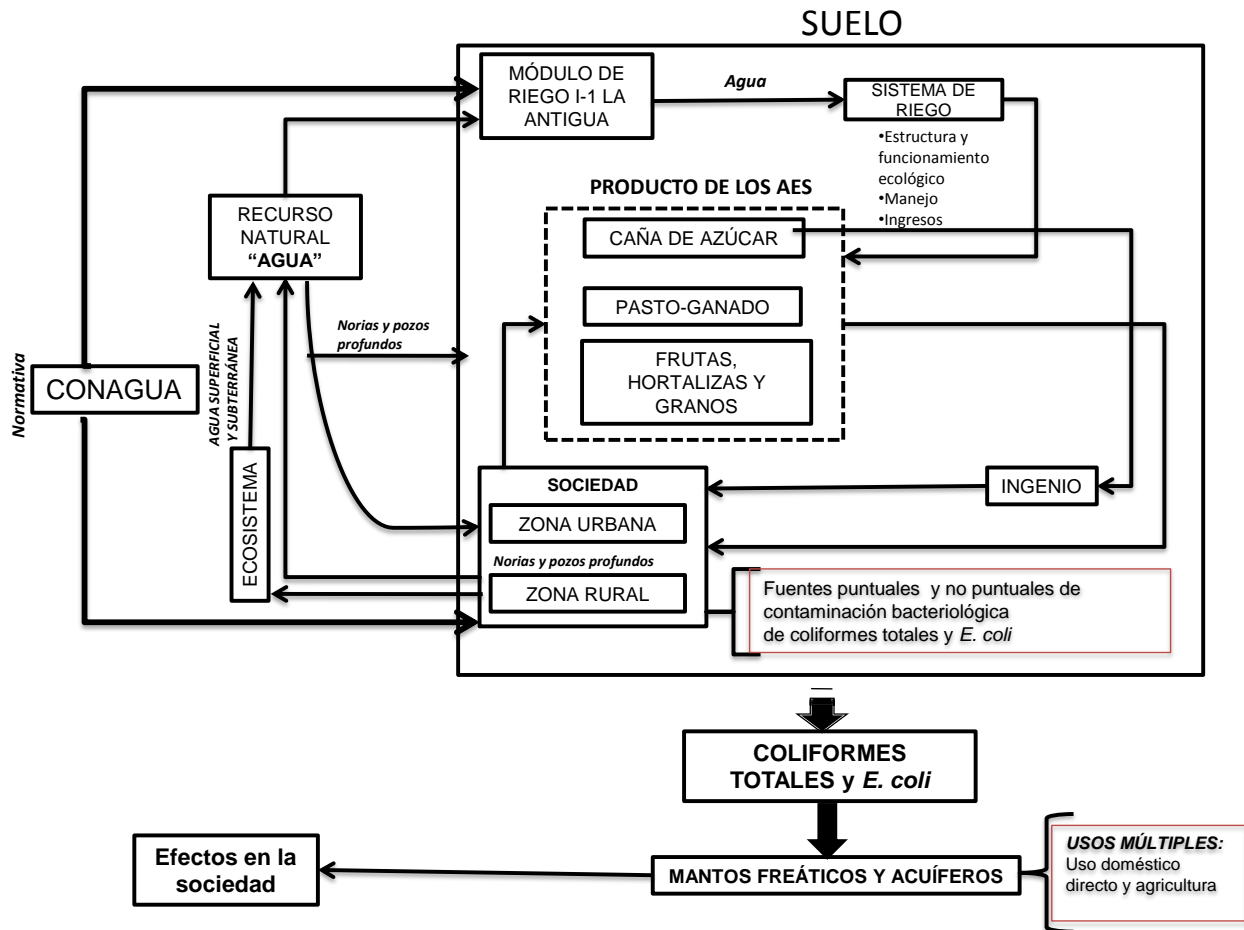 SUELO
MÓDULO DE
RIEGO I-1 LA
ANTIGUA
Agua
SISTEMA DE
RIEGO
•Estructura y
funcionamiento
ecológico
•Manejo
•Ingresos
PRODUCTO DE LOS AES
CAÑA DE AZÚCAR
PASTO-GANADO
FRUTAS,
HORTALIZAS Y
GRANOS
RECURSO
NATURAL
“AGUA”
Norias y pozos
profundos
AGUA SUPERFICIAL
Y SUBTERRÁNEA
Normativa
CONAGUA
ECOSISTEMA
SOCIEDAD
ZONA URBANA
Norias y pozos profundos
ZONA RURAL
INGENIO
Fuentes puntuales y no puntuales de
contaminación bacteriológica
de coliformes totales y E. coli
COLIFORMES
TOTALES y E. coli
MANTOS FREÁTICOS Y ACUÍFEROS
Efectos en la
sociedad
USOS MÚLTIPLES:
Uso doméstico
directo y agricultura